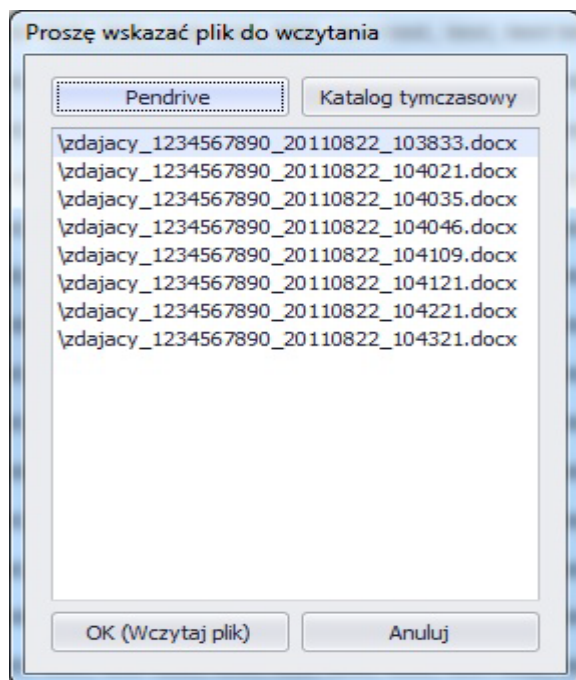 Proszę wskazać plik do wczytania
Pendrive
Katalog tymczasowy
\zdajacy_1234567890_20110822_103833.docx
\zdajacy_1234567890_20110822_104021.docx
\zdajacy_1234567890_20110822_104035.docx
\zdajacy_1234567890_20110822_104046.docx
\zdajacy_1234567890_20110822_104109.docx
\zdajacy_1234567890_20110822_104121.docx
\zdajacy_1234567890_20110822_104221.docx
\zdajacy_1234567890_20110822_104321.docx
OK (Wczytaj plik)
Anuluj